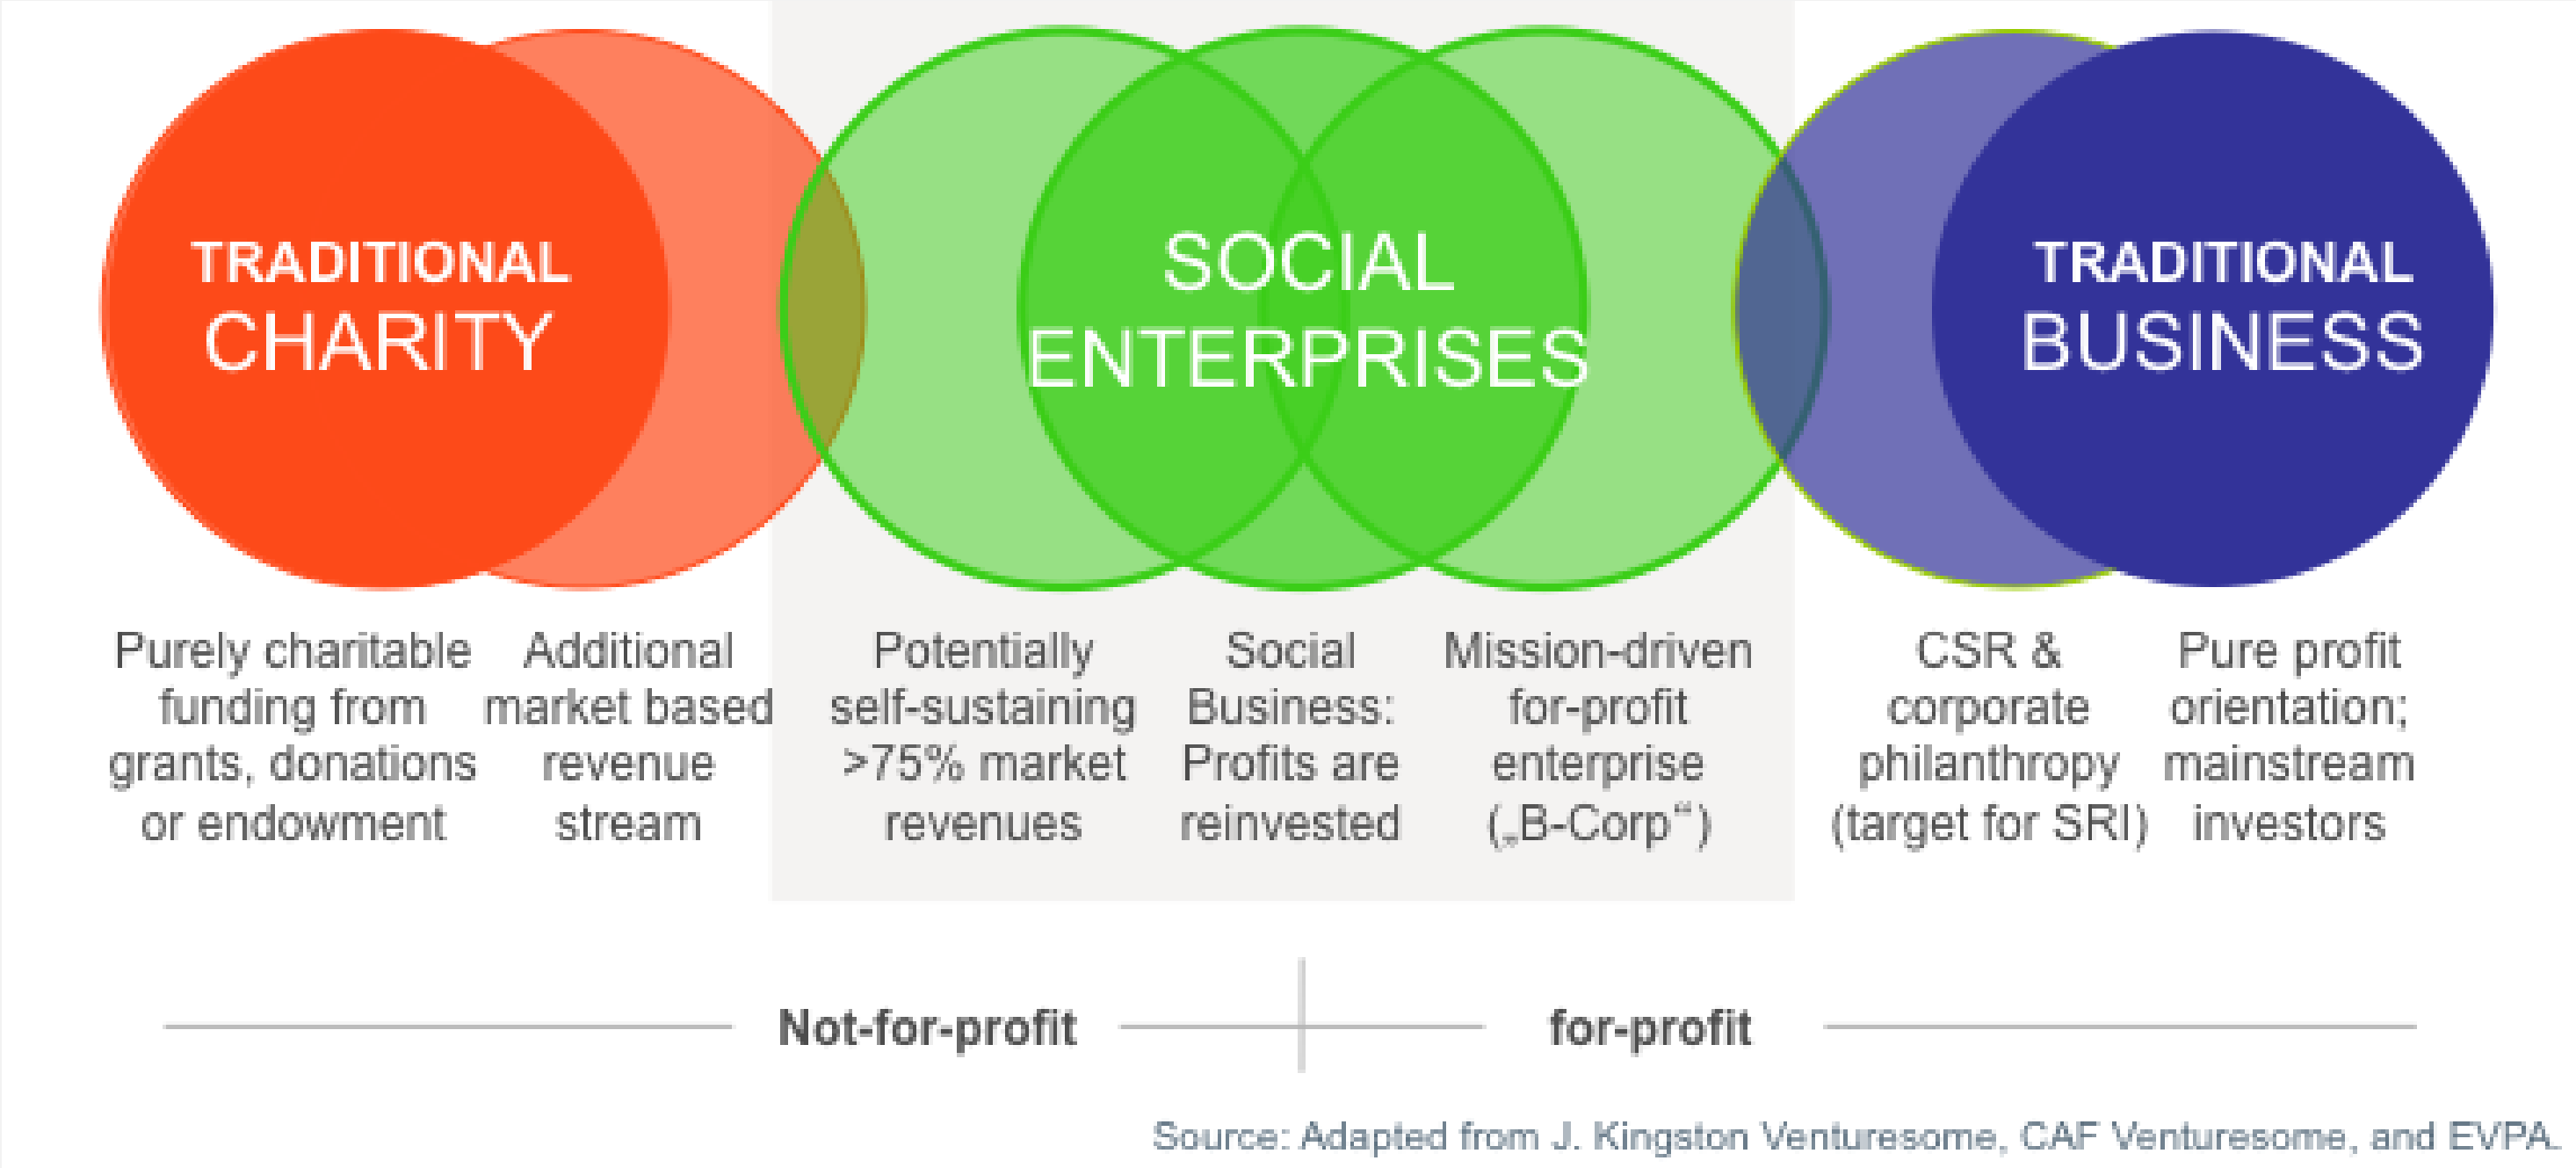 TRADITIONAL
CHARITY
SOCIAL
ENTERPRISES
TRADITIONAL
BUSINESS
Purely charitable
funding from
grants, donations
or endowment
Additional
market based
revenue
stream
Potentially
self-sustaining
>75% market
revenues
Social
Business:
Profits are
reinvested
Mission-driven
for-profit
enterprise
(„B-Corp“)
CSR &
corporate
philanthropy
(target for SRI)
Pure profit
orientation;
mainstream
investors
Not-for-profit
for-profit
Source: Adapted from J. Kingston Venturesome, CAF Venturesome, and EVPA.